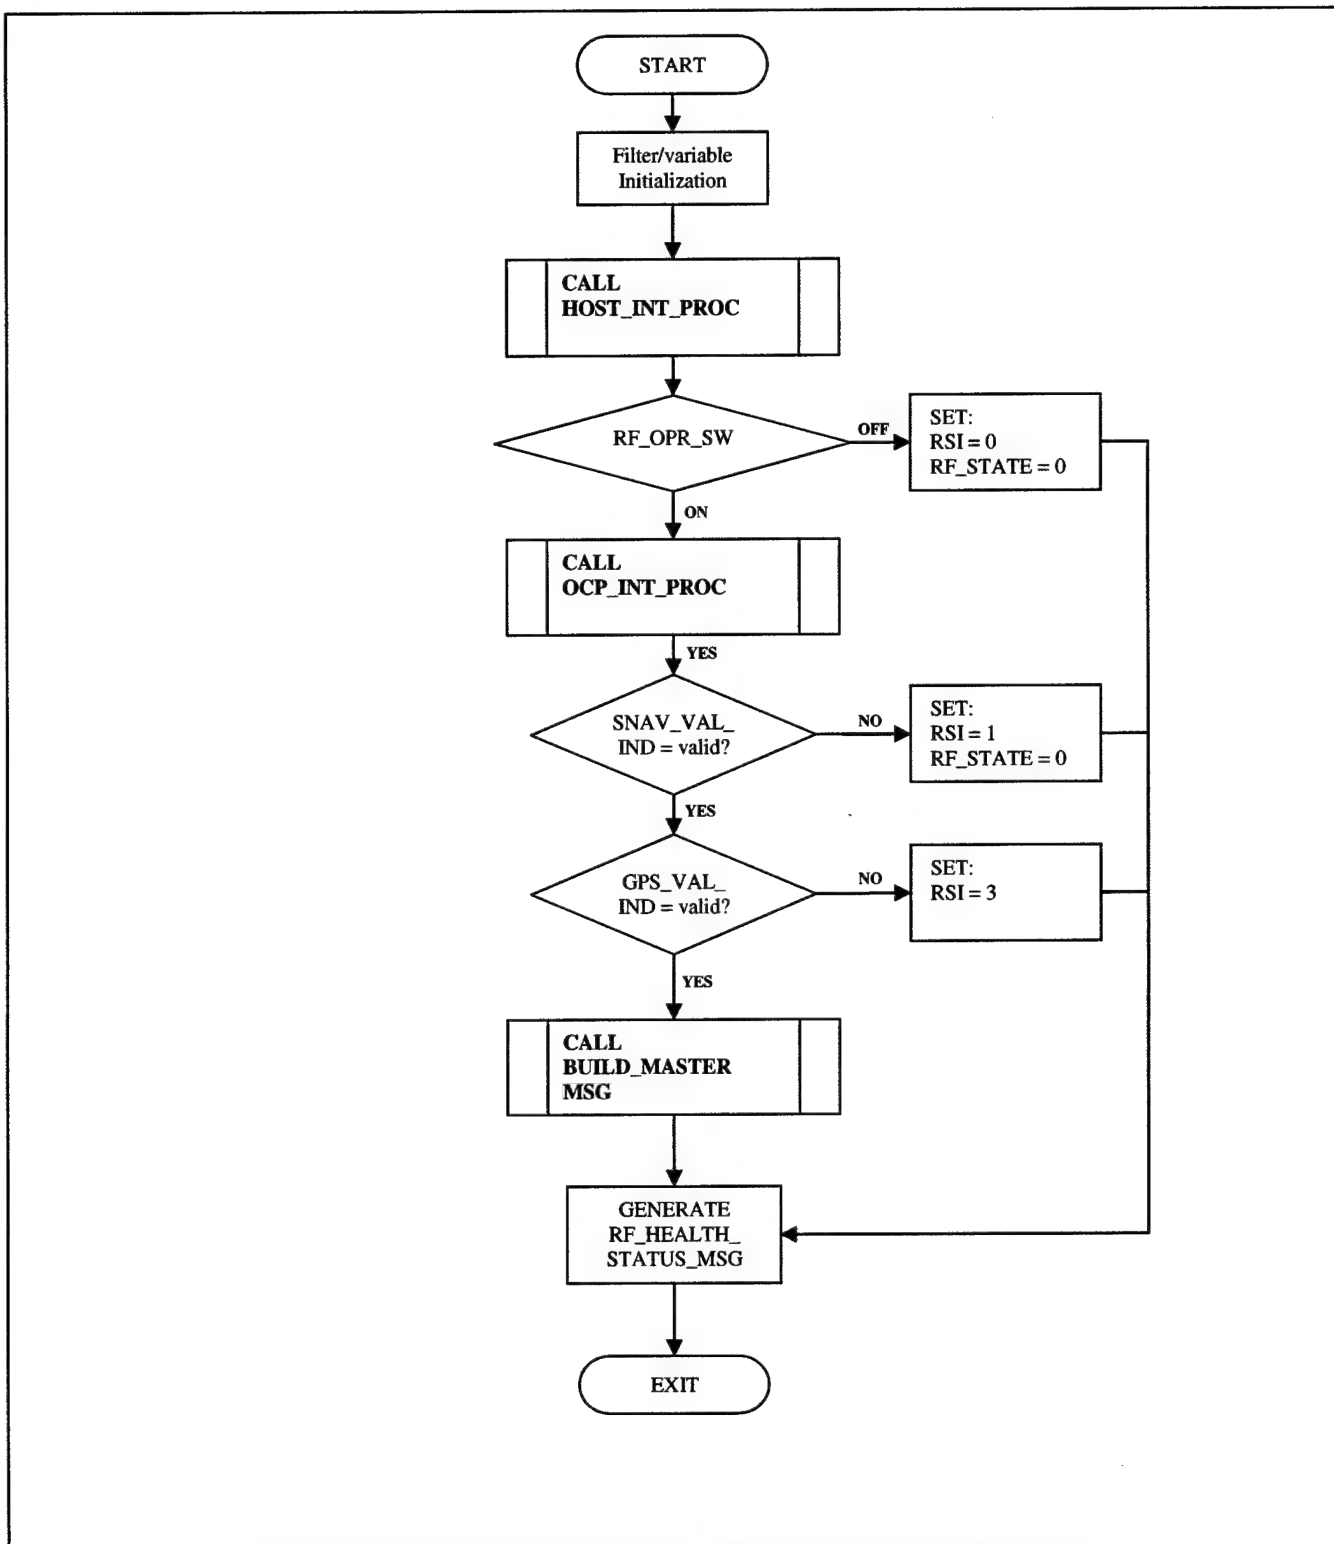 START
Filter/variable
Initialization
CALL
HOST_INT_PROC
RF_OPR_SW
OFF
SET:
RSI = 0
RF_STATE = 0
ON
CALL
OCP_INT_PROC
YES
SNAV_VAL_
IND = valid?
NO
SET:
RSI = 1
RF_STATE = 0
YES
GPS_VAL_
IND = valid?
NO
SET:
RSI = 3
YES
CALL
BUILD_MASTER
MSG
GENERATE
RF_HEALTH_
STATUS_MSG
EXIT